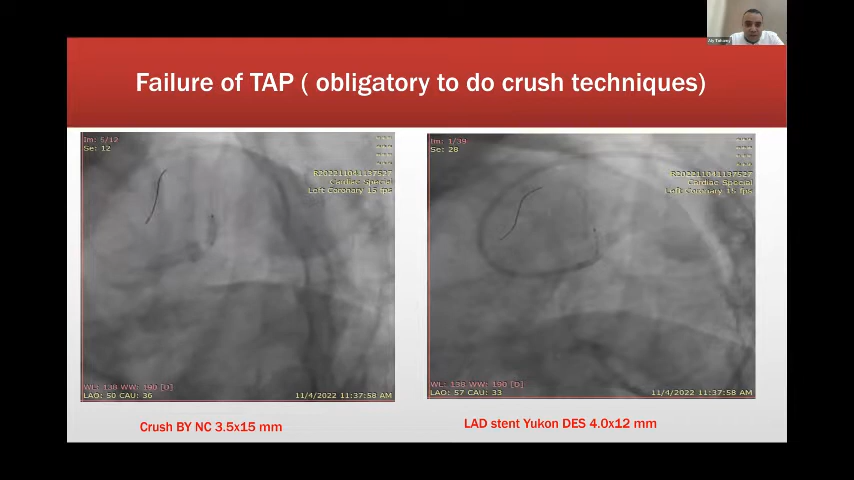 Failure of TAP ( obligatory to do crush techniques)
Im: 5/12
Se: 12
R202211041137527
Cardiac Special
Left Coronary 15 fps
WL: 138 WW: 190 [D]
LAO: 50 CAU: 36
11/4/2022 11:37:58 AM
Im: 1/39
Se: 28
R202211041137527
Cardiac Special
Left Coronary 15 fps
WL: 138 WW: 190 [D]
LAO: 57 CAU: 33
11/4/2022 11:37:58 AM
Crush BY NC 3.5x15 mm
LAD stent Yukon DES 4.0x12 mm